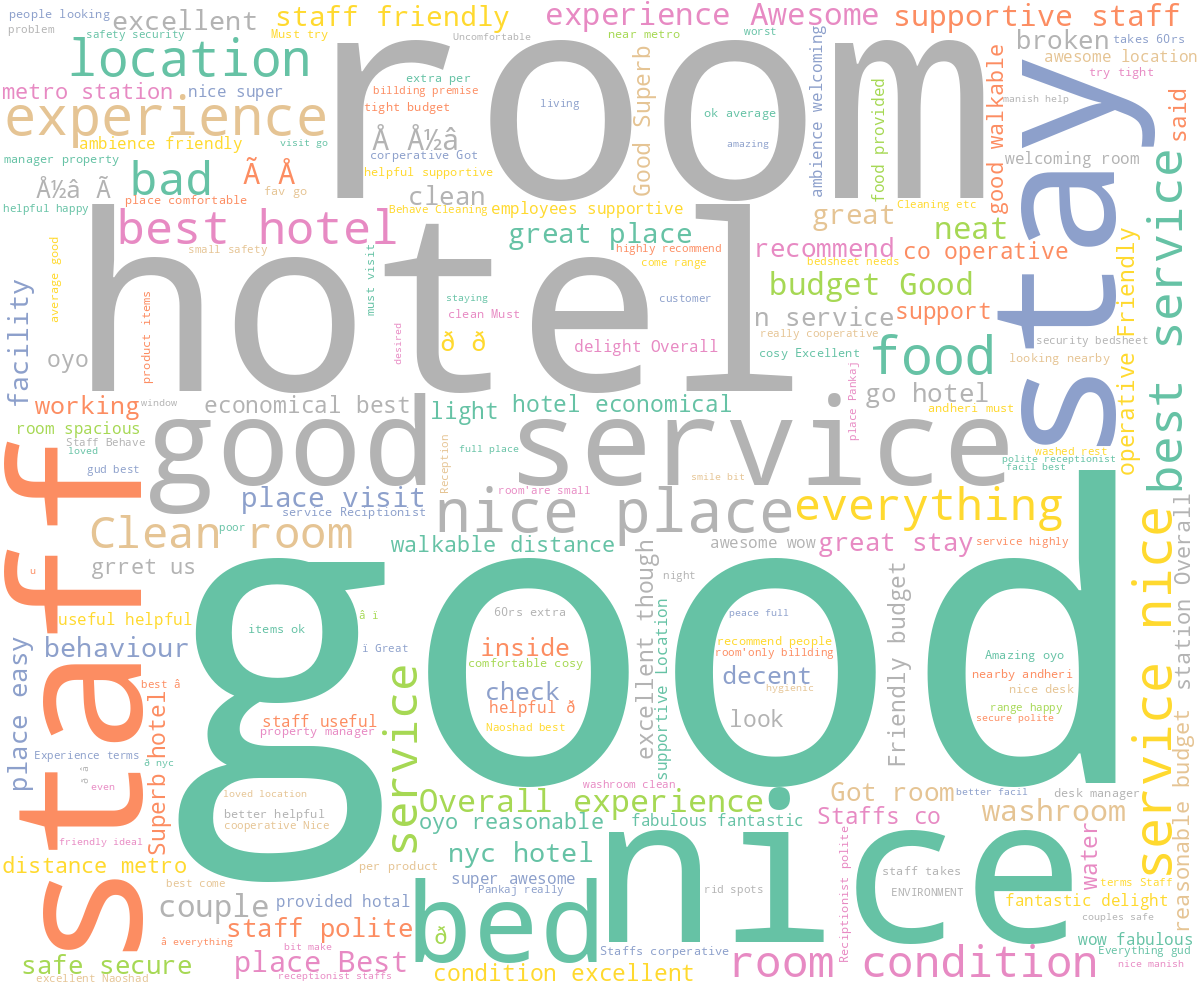 people looking
excellent
staff friendly
experience Awesome
supportive staff
problem
safety security
Must try
Uncomfortable
near metro
worst
broken
takes 60rs
location
room
awesome location
extra per
try tight
metro station
nice super
billding premise
living
manish help
experience
tight budget
ok average
Good Superb
ambience welcoming
food provided
good walkable
stay
said
ambience friendly
visit go
Å Å½â
amazing
manager property
corperative Got
welcoming room
bad
Ã Å
helpful supportive
Å½â Ã
fav go
clean
place comfortable
helpful happy
Behave Cleaning
employees supportive
great
Cleaning etc
best hotel
great place
neat
small safety
highly recommend
recommend
co operative
hotel
come range
bedsheet needs
average good
must visit
budget Good
best service
operative Friendly
facility
product items
staying
customer
clean Must
n service
support
desired
ð ð
really cooperative
security bedsheet
oyo
delight Overall
cosy Excellent
food
looking nearby
place Pankaj
go hotel
working
window
economical best
light
hotel economical
andheri must
room spacious
Staff Behave
good service
loved
full place
washed rest
polite receptionist
gud best
Reception
facil best
staff
smile bit
place visit
room'are small
nice place
everything
service Reciptionist
poor
Clean room
walkable distance
awesome wow
great stay
service highly
grret us
u
night
excellent though
Friendly budget
station Overall
service nice
useful helpful
â ï
60rs extra
peace full
good
items ok
supportive Location
behaviour
ï Great
inside
recommend people
room'only billding
Amazing oyo
place easy
comfortable cosy
nearby andheri
best â
check
decent
hygienic
nice desk
service
helpful ð
range happy
staff useful
Naoshad best
look
secure polite
property manager
Superb hotel
Experience terms
ð nyc
ð â
even
washroom clean
reasonable budget
loved location
Overall experience
Got room
better facil
desk manager
better helpful
oyo reasonable
fabulous fantastic
Staffs co
washroom
cooperative Nice
friendly ideal
nyc hotel
nice
Reciptionist polite
water
distance metro
per product
staff takes
best come
super awesome
terms Staff
bed
Pankaj really
rid spots
ENVIRONMENT
couple
provided hotal
fantastic delight
couples safe
staff polite
ð
â everything
bit make
Staffs corperative
wow fabulous
Everything gud
safe secure
place Best
room condition
nice manish
excellent Naoshad
receptionist staffs
condition excellent